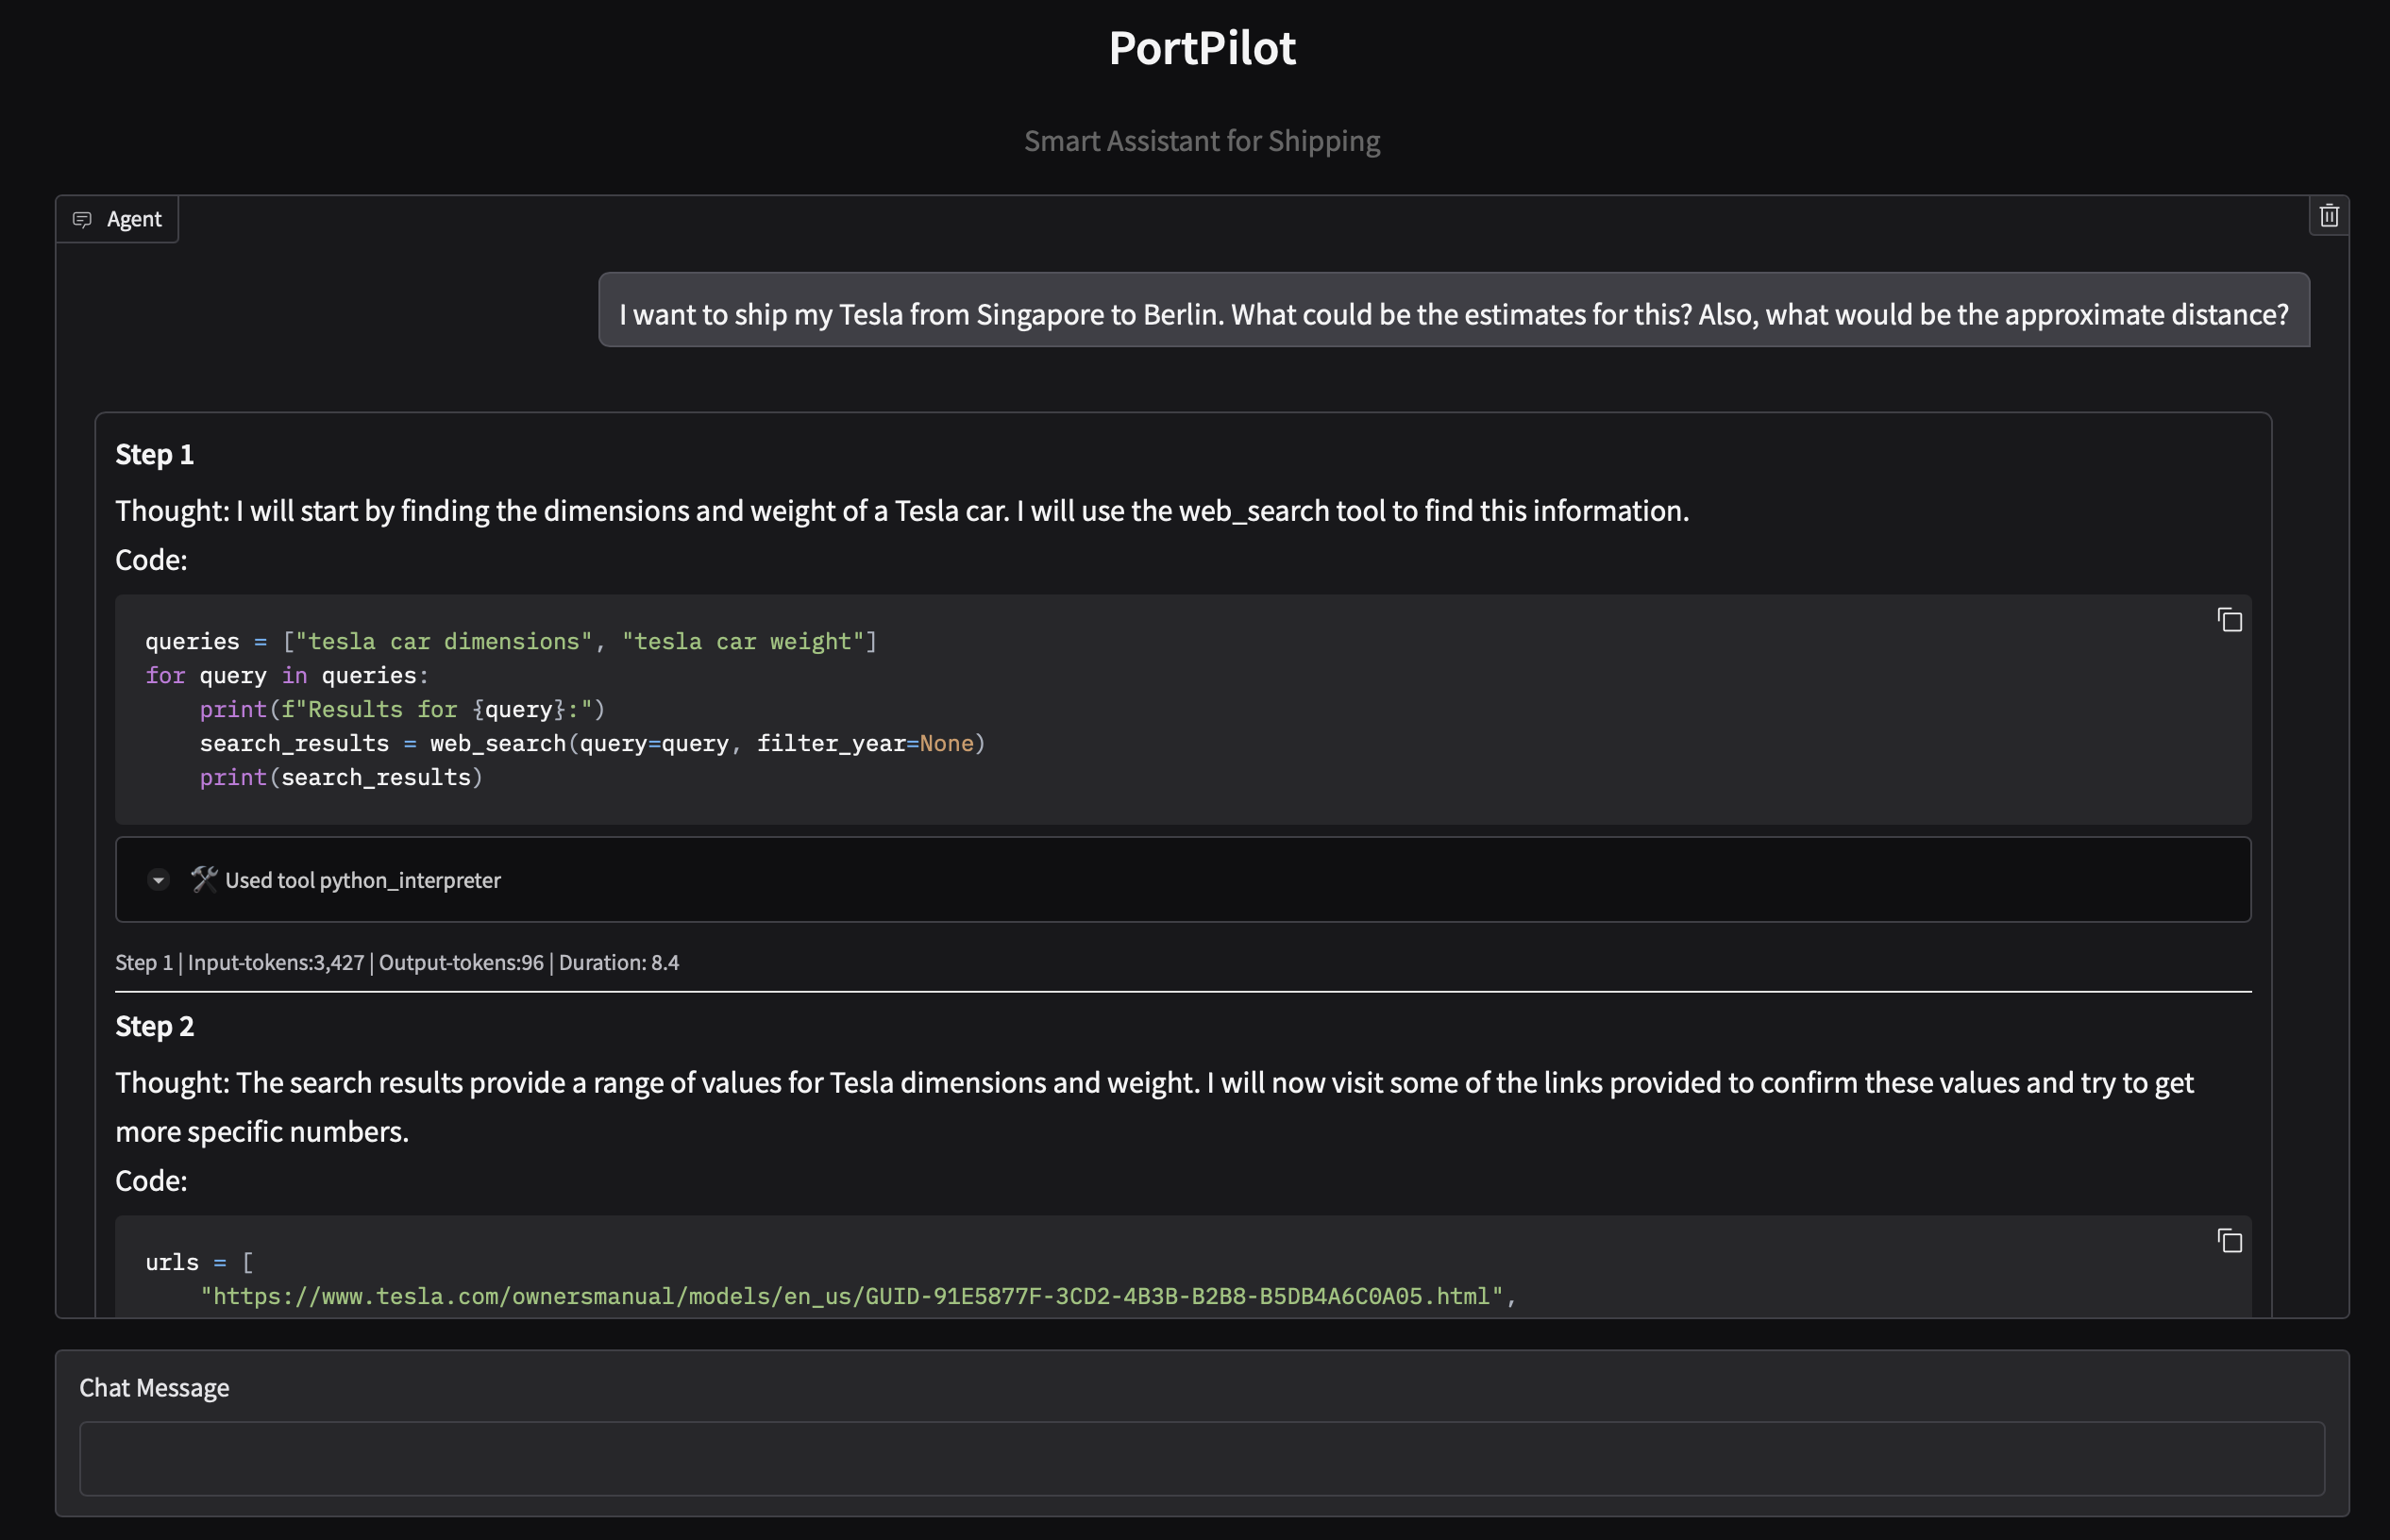 PortPilot
Smart Assistant for Shipping
Agent
I want to ship my Tesla from Singapore to Berlin. What could be the estimates for this? Also, what would be the approximate distance?
Step 1
Thought: I will start by finding the dimensions and weight of a Tesla car. I will use the web_search tool to find this information.
Code:
queries = ["tesla car dimensions", "tesla car weight"]
for query in queries:
    print(f"Results for {query}:")
    search_results = web_search(query=query, filter_year=None)
    print(search_results)
🛠️ Used tool python_interpreter
Step 1 | Input-tokens:3,427 | Output-tokens:96 | Duration: 8.4
Step 2
Thought: The search results provide a range of values for Tesla dimensions and weight. I will now visit some of the links provided to confirm these values and try to get
more specific numbers.
Code:
urls = [
    "https://www.tesla.com/ownersmanual/models/en_us/GUID-91E5877F-3CD2-4B3B-B2B8-B5DB4A6C0A05.html",
Chat Message